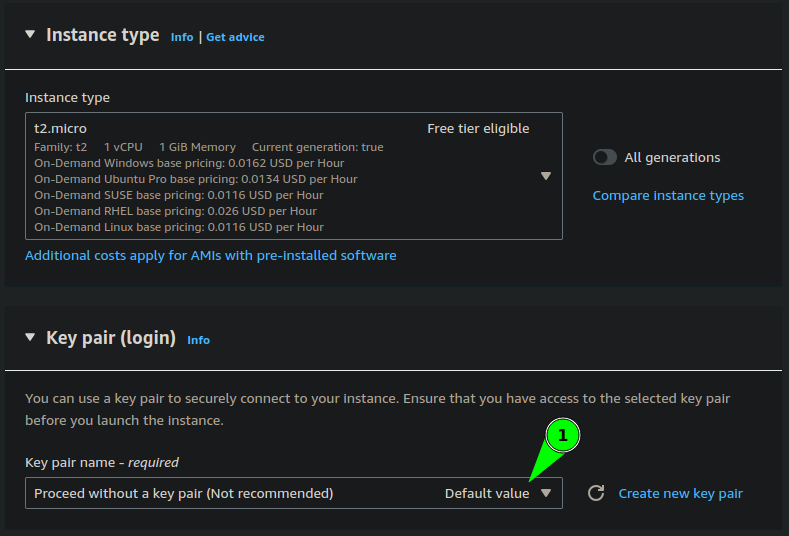 Instance type Info | Get advice
Instance type
t2.micro Free tier eligible
Family: t2 1 vCPU 1 GiB Memory Current generation: true
On-Demand Windows base pricing: 0.0162 USD per Hour
On-Demand Ubuntu Pro base pricing: 0.0134 USD per Hour
On-Demand SUSE base pricing: 0.0116 USD per Hour
On-Demand RHEL base pricing: 0.026 USD per Hour
On-Demand Linux base pricing: 0.0116 USD per Hour
All generations
Compare instance types
Additional costs apply for AMIs with pre-installed software
Key pair (login) Info
You can use a key pair to securely connect to your instance. Ensure that you have access to the selected key pair
before you launch the instance.
1
Key pair name - required
Proceed without a key pair (Not recommended) Default value
Create new key pair